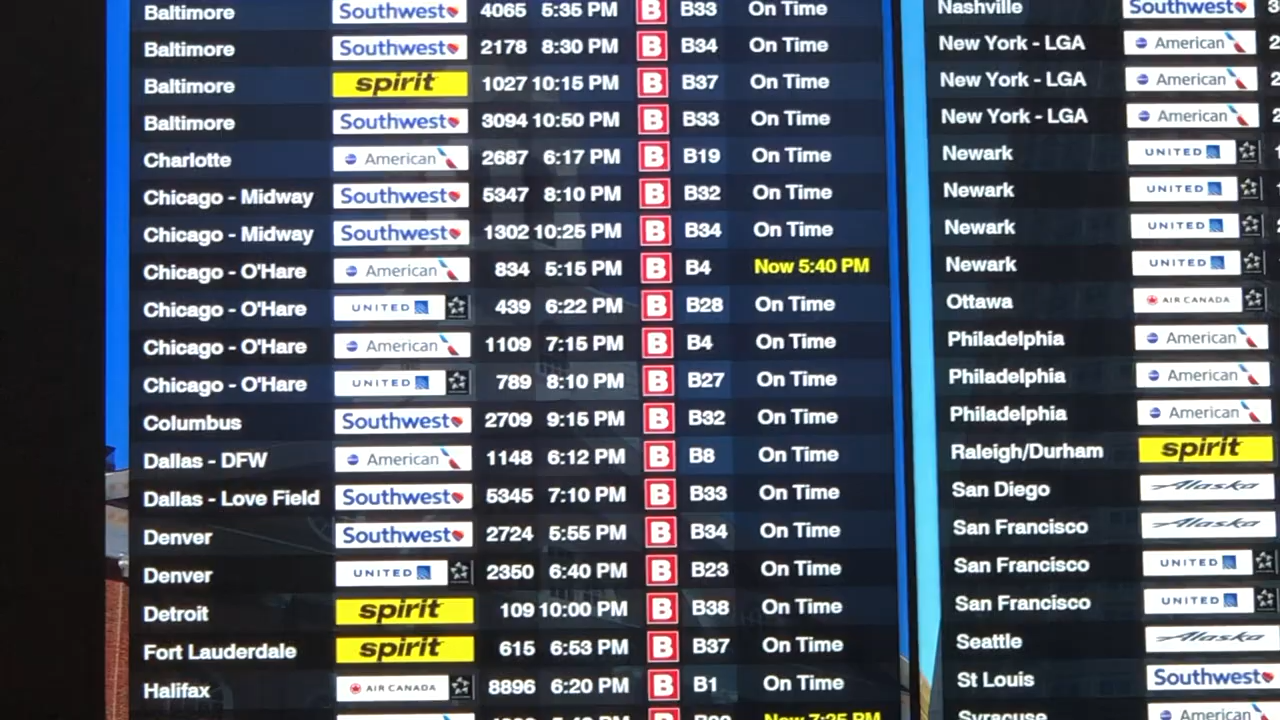 Baltimore Southwest 4065 5:35 PM B B33 On Time
Baltimore Southwest 2178 8:30 PM B B34 On Time
Baltimore spirit 1027 10:15 PM B B37 On Time
Baltimore Southwest 3094 10:50 PM B B33 On Time
Charlotte American 2687 6:17 PM B B19 On Time
Chicago - Midway Southwest 5347 8:10 PM B B32 On Time
Chicago - Midway Southwest 1302 10:25 PM B B34 On Time
Chicago - O'Hare American 834 5:15 PM B B4 Now 5:40 PM
Chicago - O'Hare UNITED 439 6:22 PM B B28 On Time
Chicago - O'Hare American 1109 7:15 PM B B4 On Time
Chicago - O'Hare UNITED 789 8:10 PM B B27 On Time
Columbus Southwest 2709 9:15 PM B B32 On Time
Dallas - DFW American 1148 6:12 PM B B8 On Time
Dallas - Love Field Southwest 5345 7:10 PM B B33 On Time
Denver Southwest 2724 5:55 PM B B34 On Time
Denver UNITED 2350 6:40 PM B B23 On Time
Detroit spirit 109 10:00 PM B B38 On Time
Fort Lauderdale spirit 615 6:53 PM B B37 On Time
Halifax AIR CANADA 8896 6:20 PM B B1 On Time
Now 7:25 PM
Nashville Southwest
New York - LGA American
New York - LGA American
New York - LGA American
Newark UNITED
Newark UNITED
Newark UNITED
Newark UNITED
Ottawa AIR CANADA
Philadelphia American
Philadelphia American
Philadelphia American
Raleigh/Durham spirit
San Diego Alaska
San Francisco Alaska
San Francisco UNITED
San Francisco UNITED
Seattle Alaska
St Louis Southwest
Syracuse American